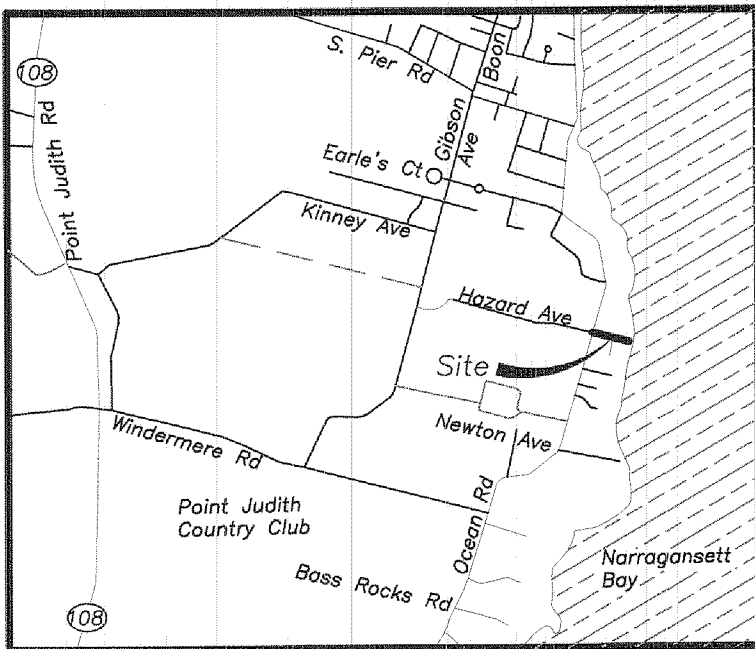 S. Pier Rd
Boon
108
Point Judith Rd
Gibson
Ave
Earle's Ct
Kinney Ave
Hazard Ave
Site
Newton Ave
Windermere Rd
Ocean Rd
Point Judith
Country Club
Narragansett
Bay
Bass Rocks Rd
108